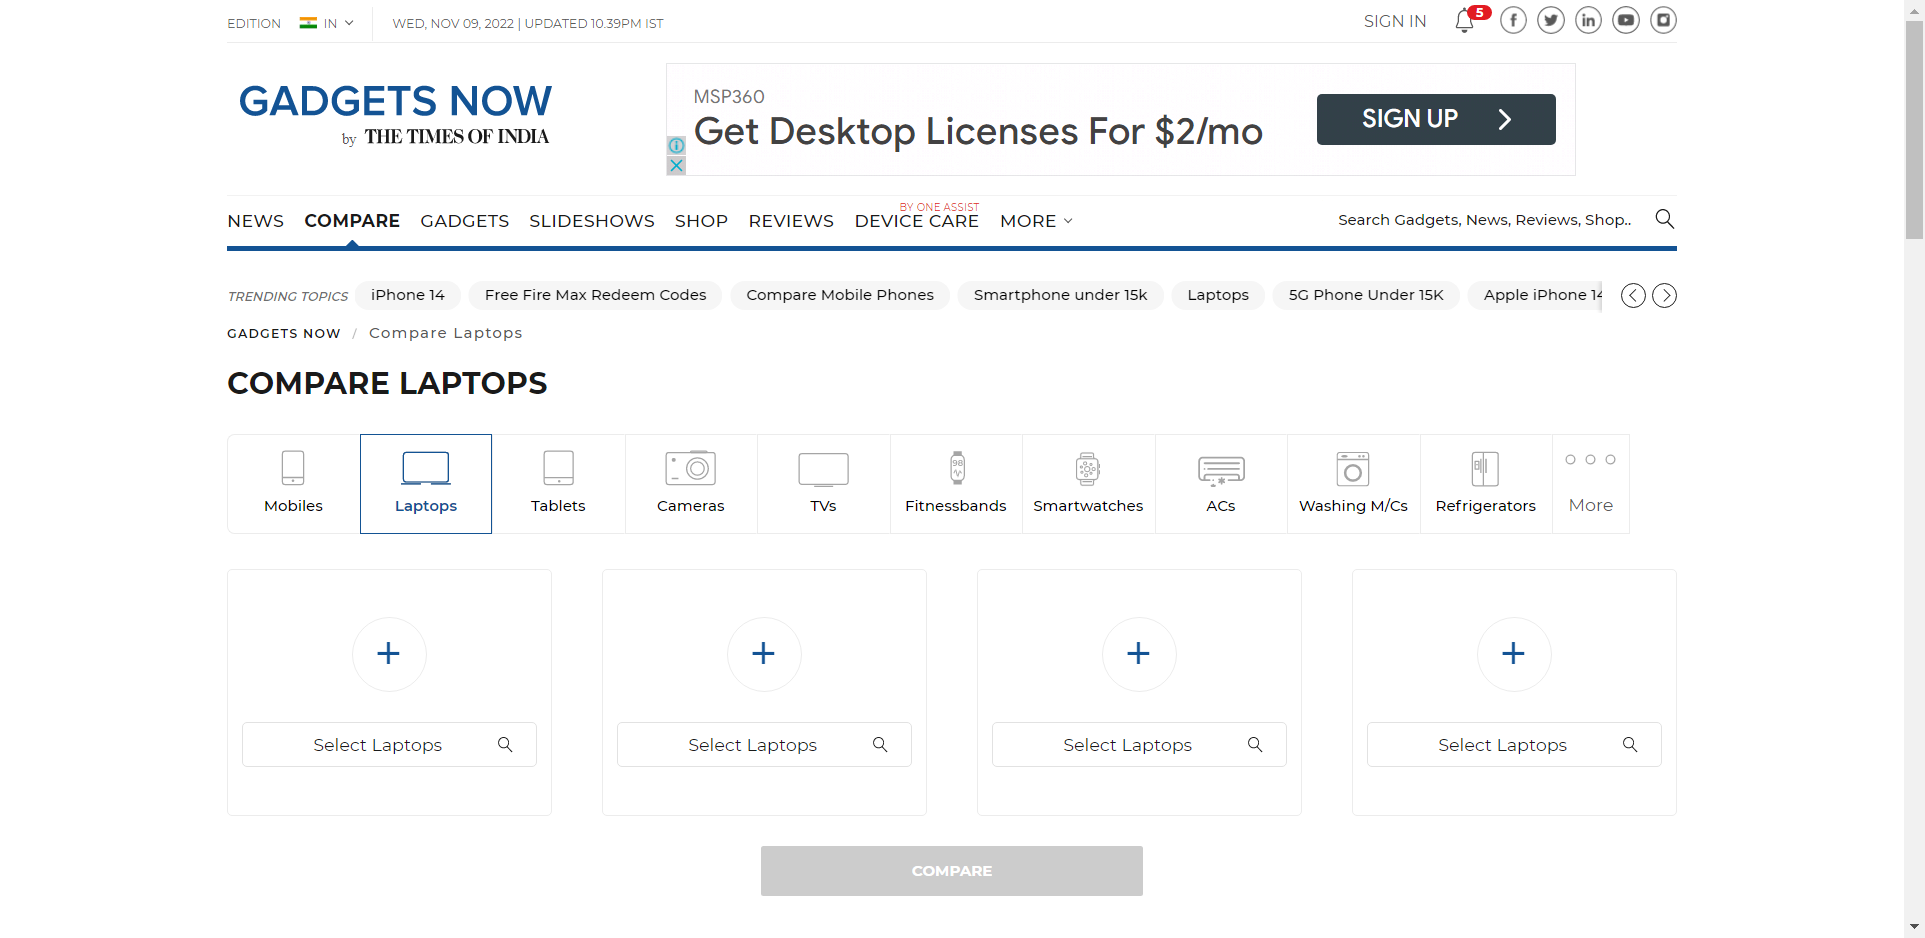 EDITION IN WED, NOV 09, 2022 | UPDATED 10.39PM IST SIGN IN 5
GADGETS NOW
by THE TIMES OF INDIA
MSP360
Get Desktop Licenses For $2/mo
SIGN UP
BY ONE ASSIST
NEWS COMPARE GADGETS SLIDESHOWS SHOP REVIEWS DEVICE CARE MORE Search Gadgets, News, Reviews, Shop..
TRENDING TOPICS iPhone 14 Free Fire Max Redeem Codes Compare Mobile Phones Smartphone under 15k Laptops 5G Phone Under 15K Apple iPhone 14
GADGETS NOW / Compare Laptops
COMPARE LAPTOPS
98
Mobiles Laptops Tablets Cameras TVs Fitnessbands Smartwatches ACs Washing M/Cs Refrigerators More
Select Laptops Select Laptops Select Laptops Select Laptops
COMPARE